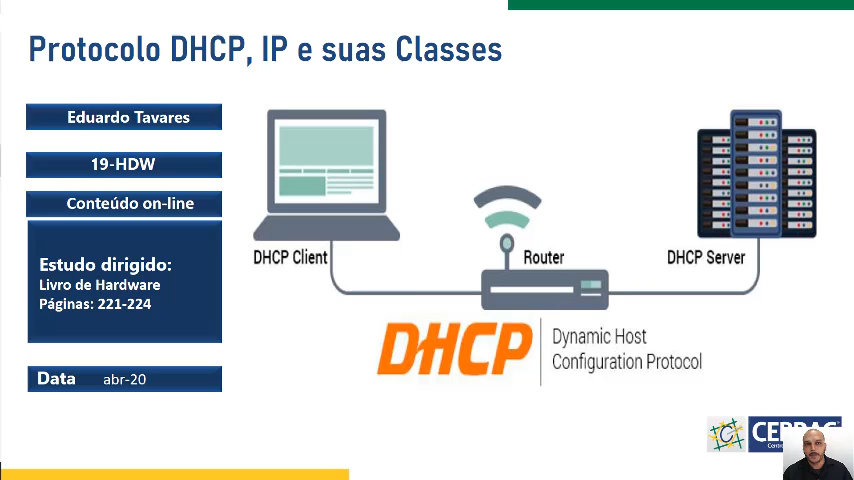 Protocolo DHCP, IP e suas Classes
Eduardo Tavares
19-HDW
Conteúdo on-line
Estudo dirigido:
Livro de Hardware
Páginas: 221-224
Data abr-20
DHCP Client
Router
DHCP Server
DHCP
Dynamic Host
Configuration Protocol